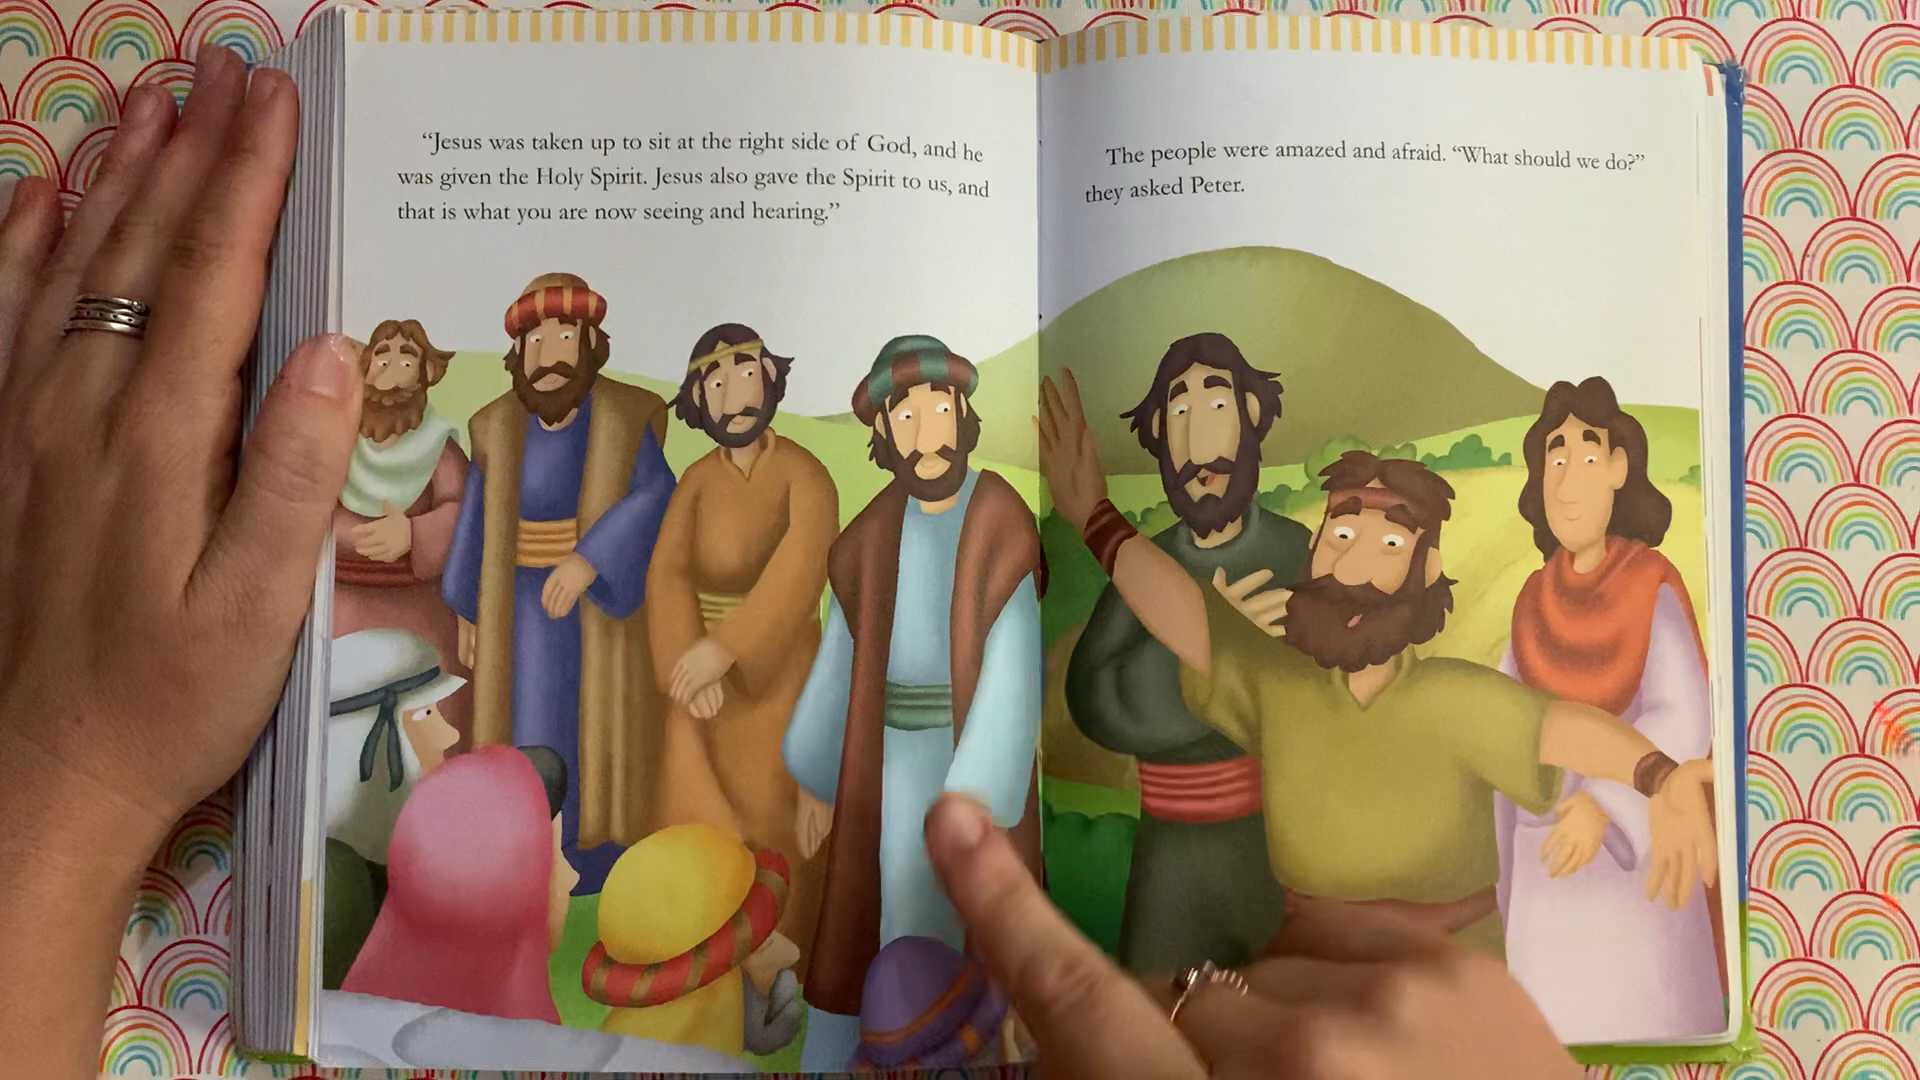 “Jesus was taken up to sit at the right side of God, and he
was given the Holy Spirit. Jesus also gave the Spirit to us, and
that is what you are now seeing and hearing.”
The people were amazed and afraid. “What should we do?”
they asked Peter.